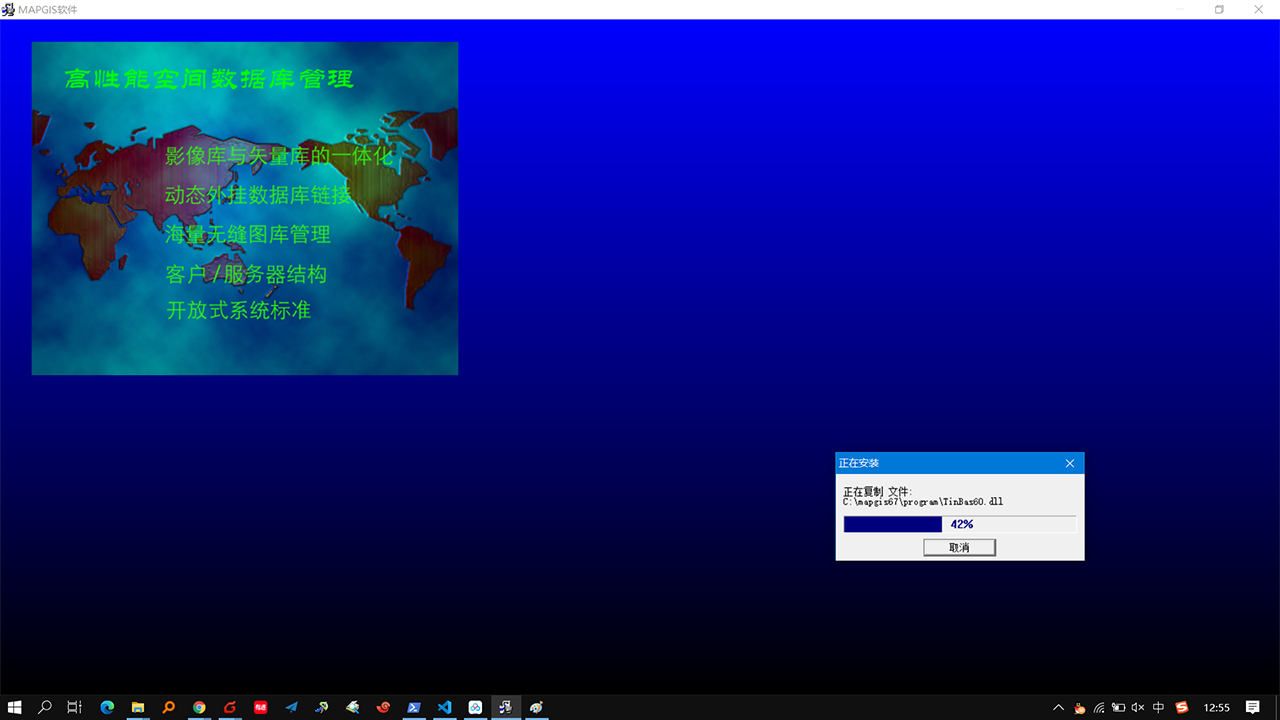 MAPGIS软件
高性能空间数据库管理
影像库与矢量库的一体化
动态外挂数据库链接
海量无缝图库管理
客户/服务器结构
开放式系统标准
正在安装
正在复制 文件:
C:\mapgis67\program\TinBas60.dll
42%
取消
有道
中
12:55